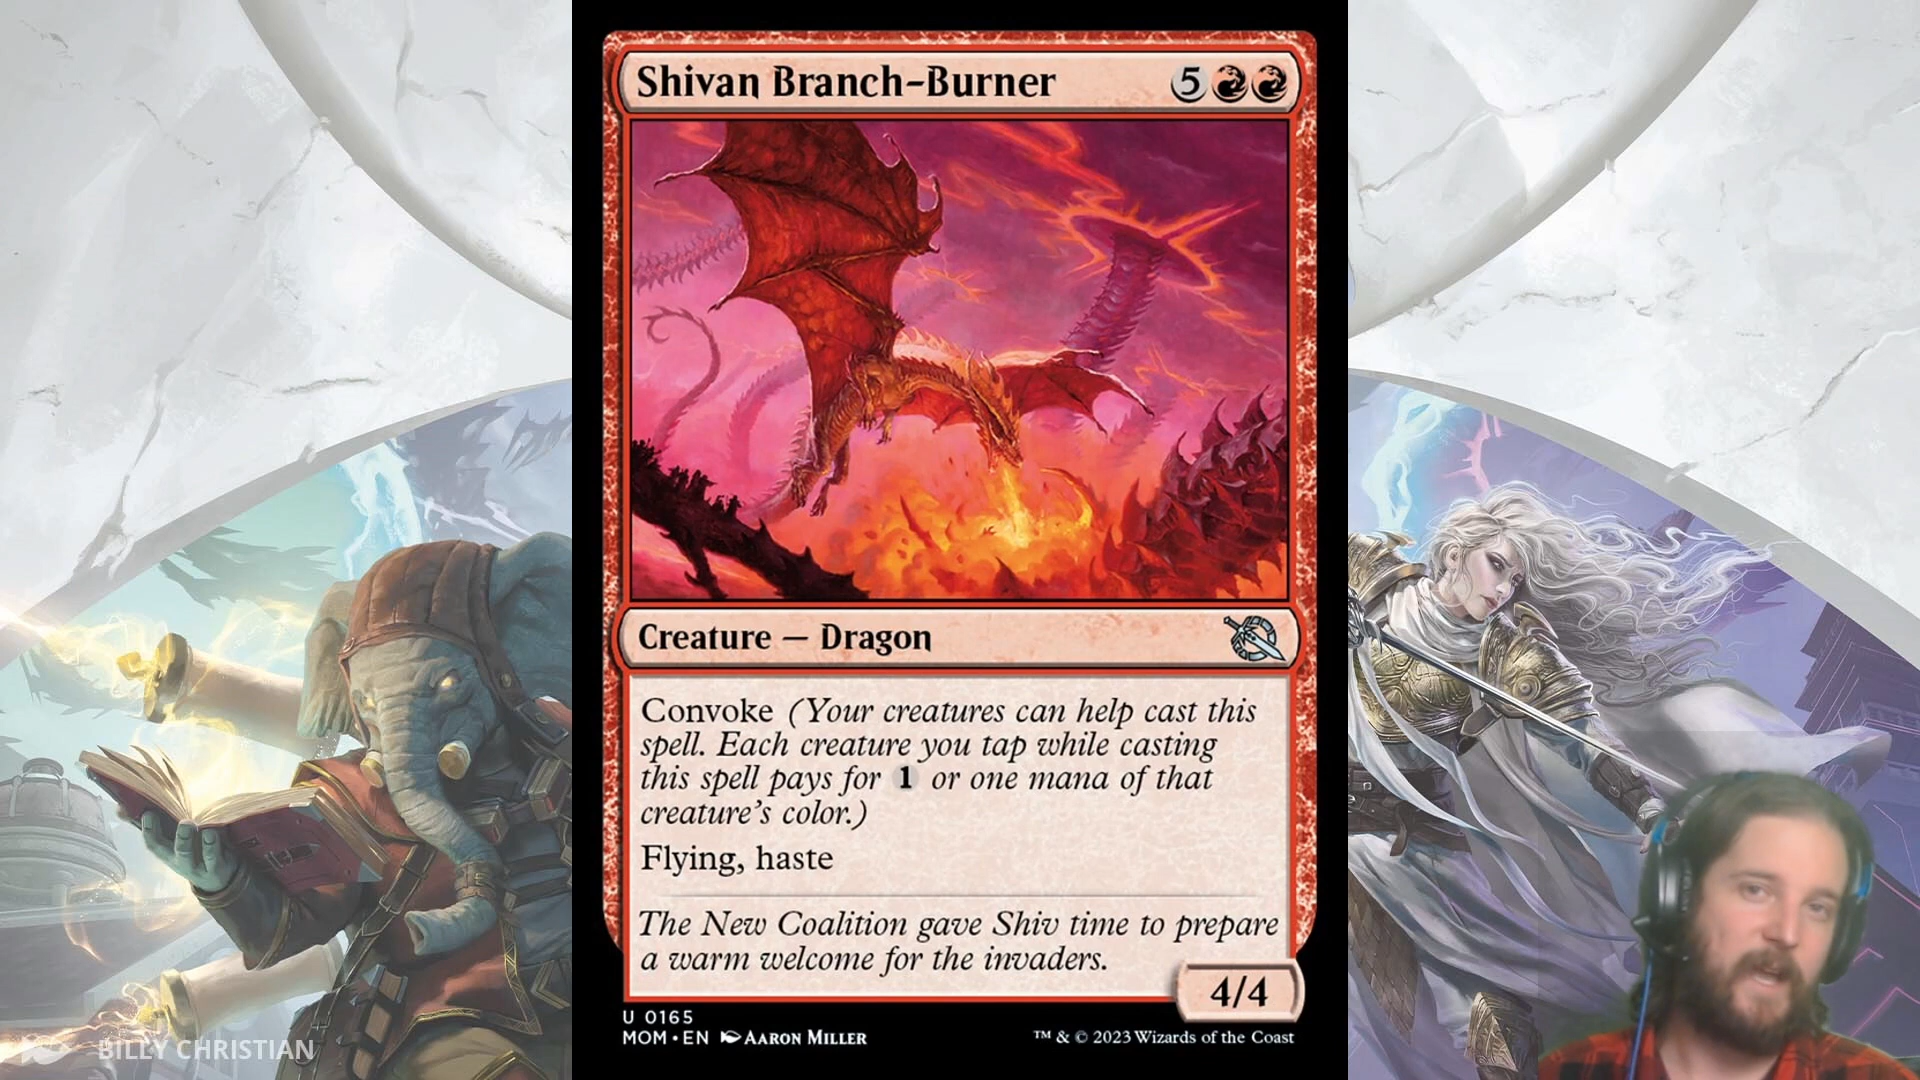 Shivan Branch-Burner 5
Creature — Dragon
Convoke (Your creatures can help cast this
spell. Each creature you tap while casting
this spell pays for 1 or one mana of that
creature's color.)
Flying, haste
The New Coalition gave Shiv time to prepare
a warm welcome for the invaders.
4/4
U 0165
MOM • EN AARON MILLER
™ & © 2023 Wizards of the Coast
BILLY CHRISTIAN